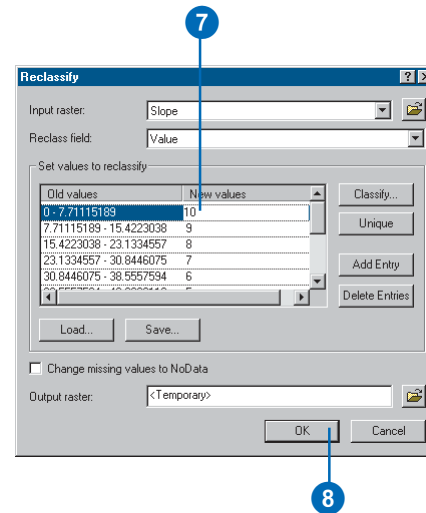 7
Reclassify
Input raster: Slope
Reclass field: Value
Set values to reclassify
Old values New values
0 - 7.71115189 10
7.71115189 - 15.4223038 9
15.4223038 - 23.1334557 8
23.1334557 - 30.8446075 7
30.8446075 - 38.5557594 6
Classify...
Unique
Add Entry
Delete Entries
Load... Save...
Change missing values to NoData
Output raster: <Temporary>
OK Cancel
8